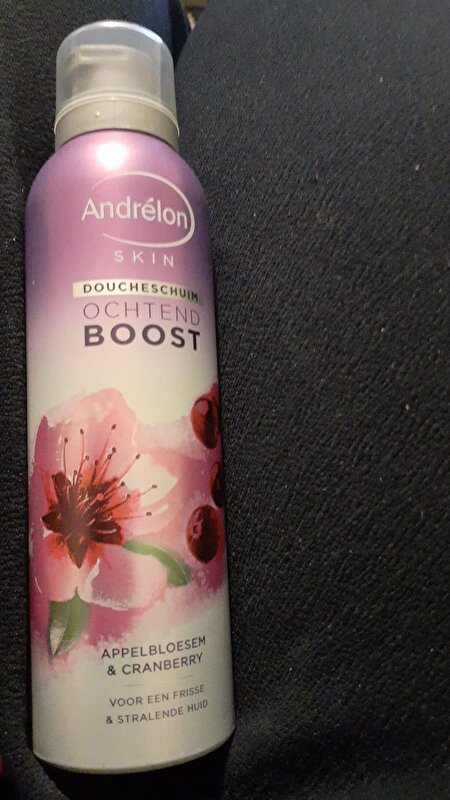 Andrélon
SKIN
DOUCHESCHUIM
OCHTEND
BOOST
APPELBLOESEM
& CRANBERRY
VOOR EEN FRISSE
& STRALENDE HUID